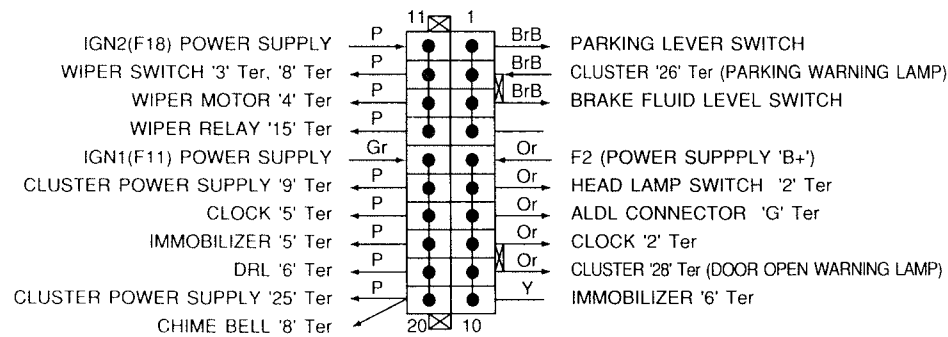 11 1
IGN2(F18) POWER SUPPLY P BrB PARKING LEVER SWITCH
WIPER SWITCH '3' Ter, '8' Ter P BrB CLUSTER '26' Ter (PARKING WARNING LAMP)
WIPER MOTOR '4' Ter P BrB BRAKE FLUID LEVEL SWITCH
WIPER RELAY '15' Ter P
IGN1(F11) POWER SUPPLY Gr Or F2 (POWER SUPPPLY 'B+')
CLUSTER POWER SUPPLY '9' Ter P Or HEAD LAMP SWITCH '2' Ter
CLOCK '5' Ter P Or ALDL CONNECTOR 'G' Ter
IMMOBILIZER '5' Ter P Or CLOCK '2' Ter
DRL '6' Ter P Or CLUSTER '28' Ter (DOOR OPEN WARNING LAMP)
CLUSTER POWER SUPPLY '25' Ter P Y IMMOBILIZER '6' Ter
CHIME BELL '8' Ter 20 10